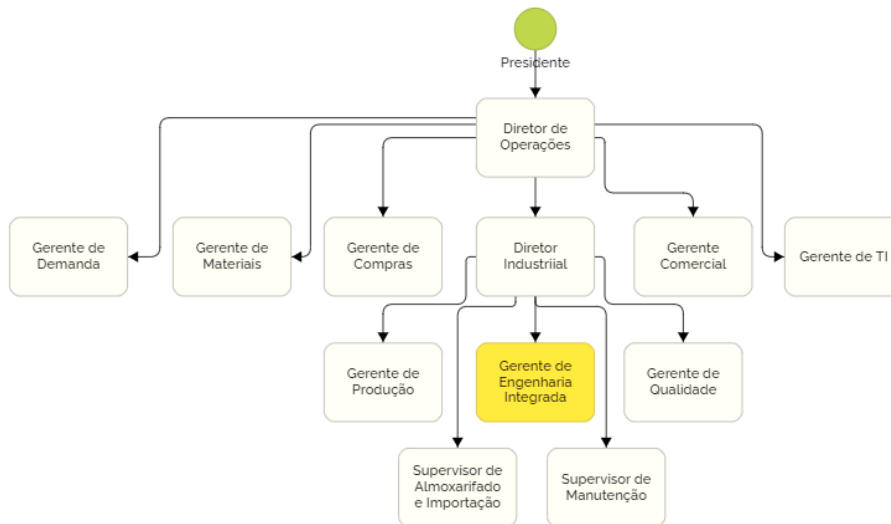 Presidente
Diretor de
Operações
Gerente de
Demanda
Gerente de
Materiais
Gerente de
Compras
Diretor
Industriial
Gerente
Comercial
Gerente de TI
Gerente de
Produção
Gerente de
Engenharia
Integrada
Gerente de
Qualidade
Supervisor de
Almoxarifado
e Importação
Supervisor de
Manutenção